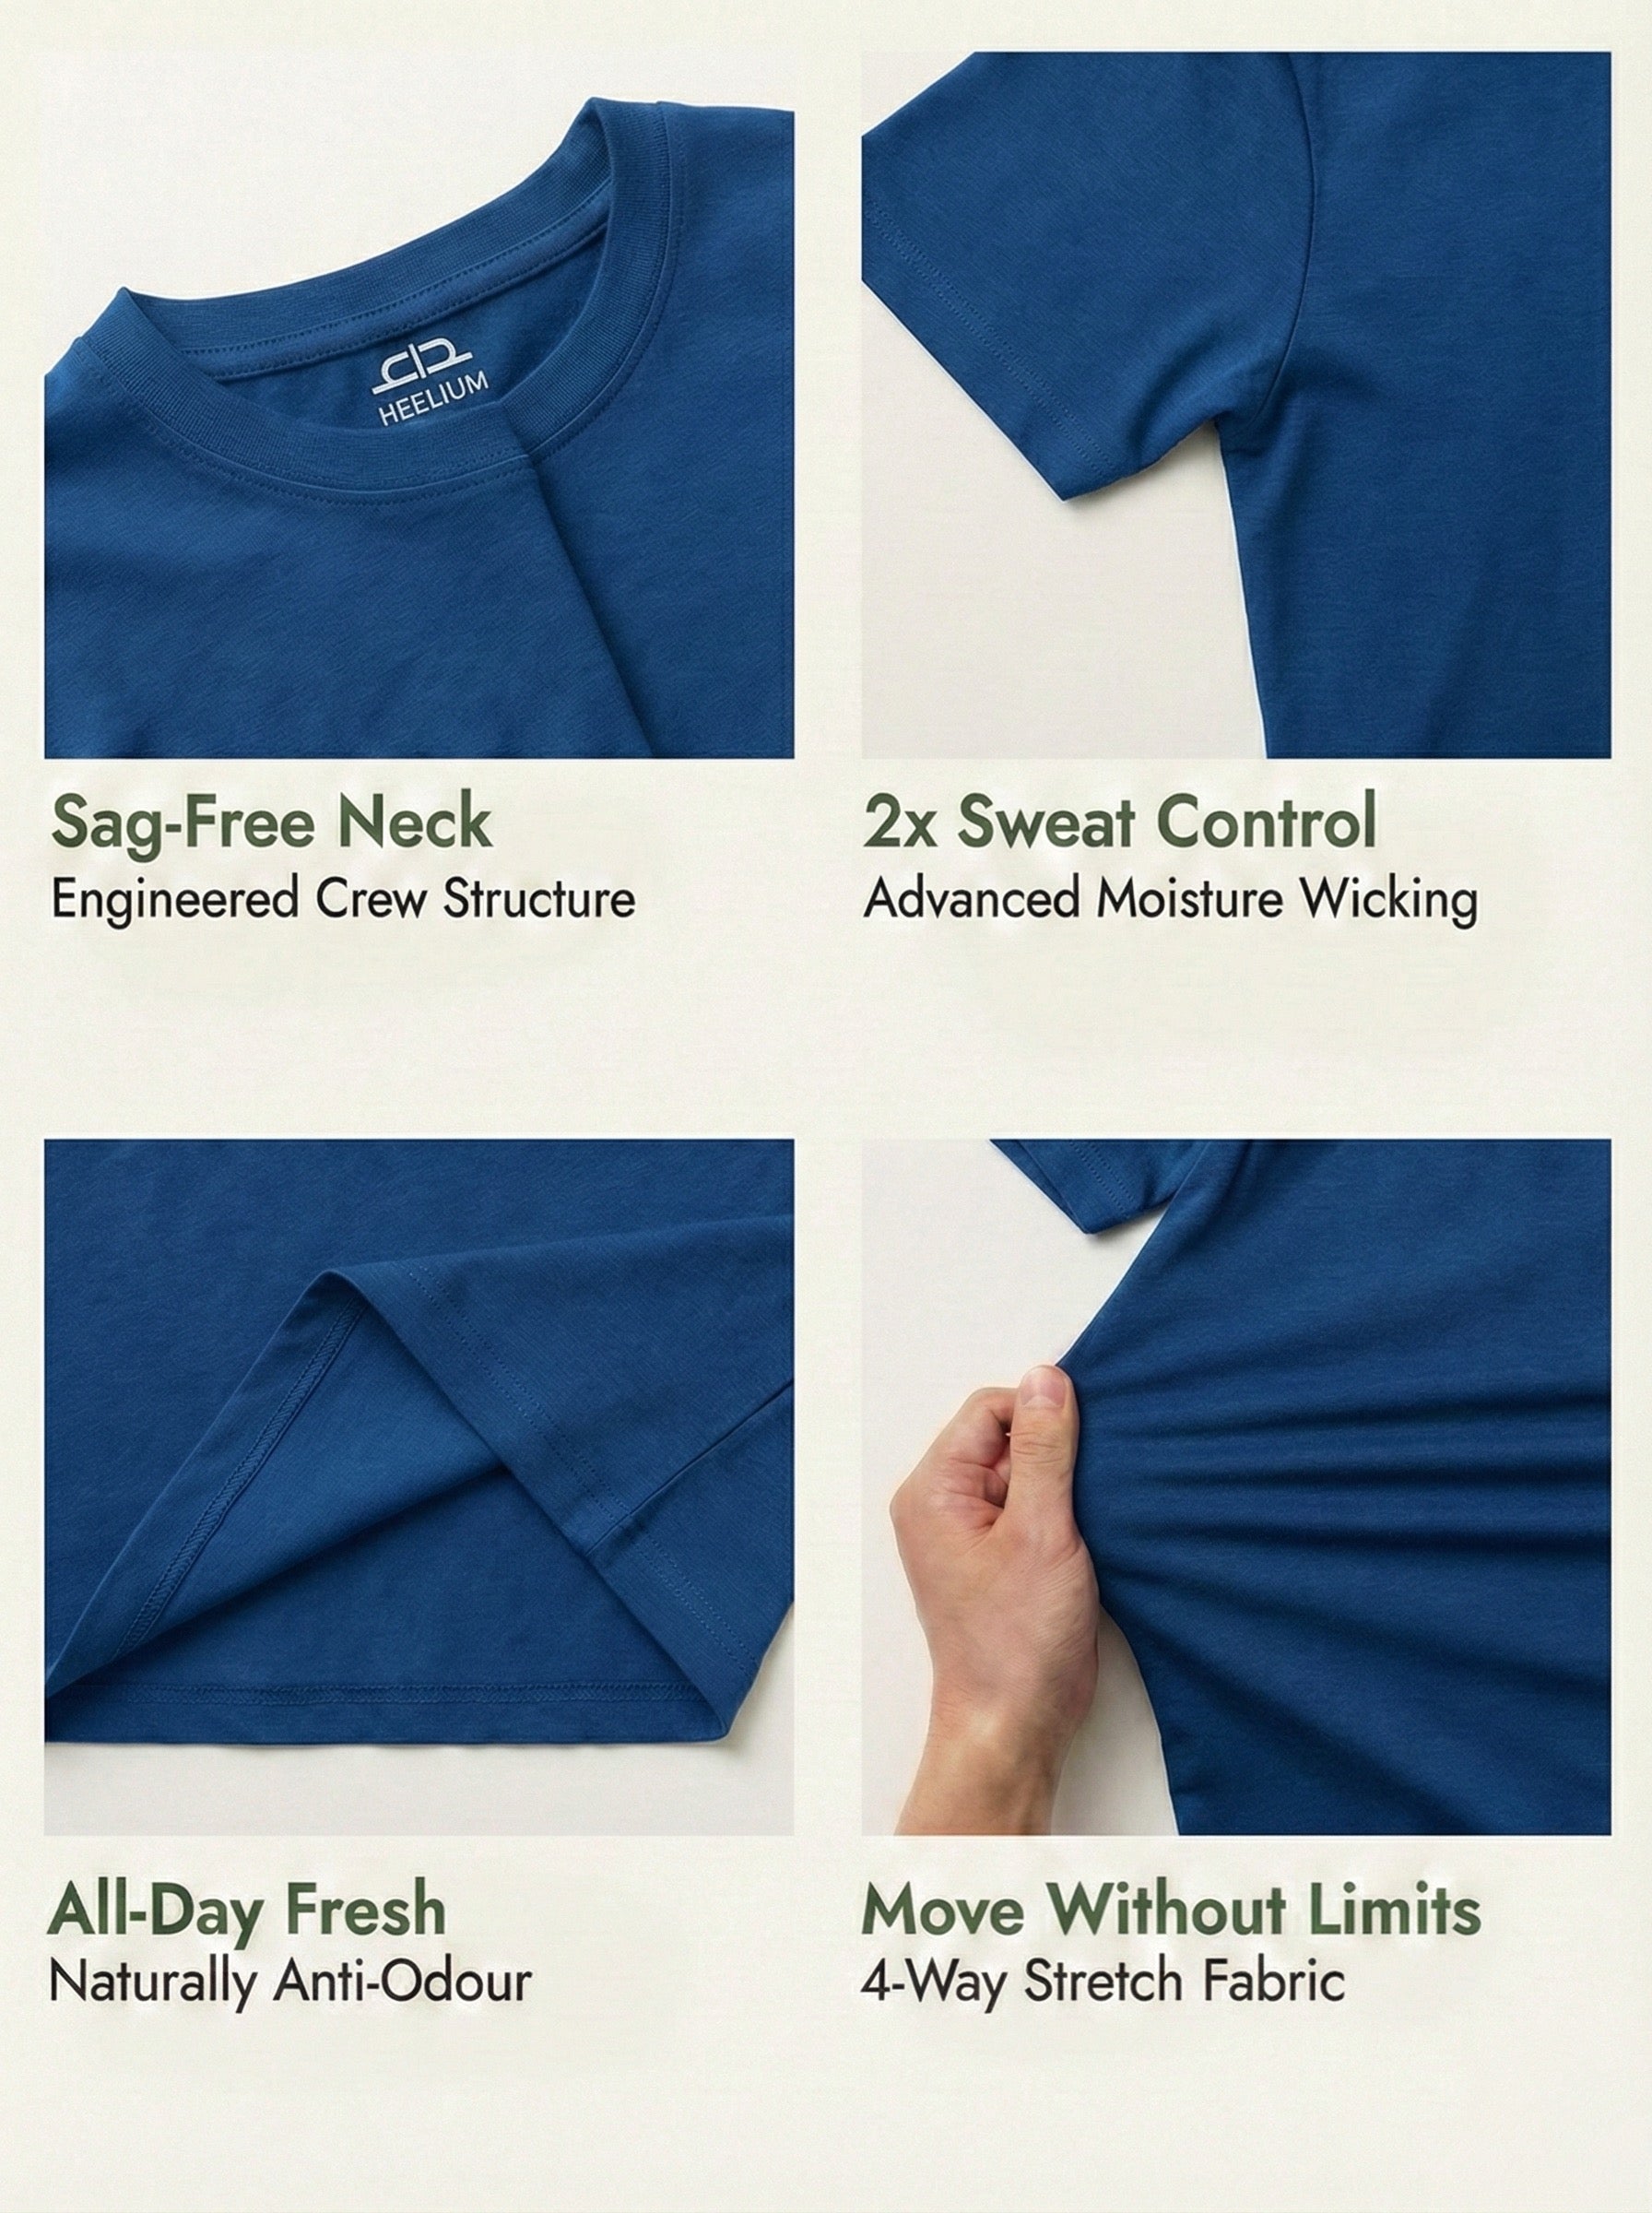 HEELIUM
Sag-Free Neck
Engineered Crew Structure
2x Sweat Control
Advanced Moisture Wicking
All-Day Fresh
Naturally Anti-Odour
Move Without Limits
4-Way Stretch Fabric